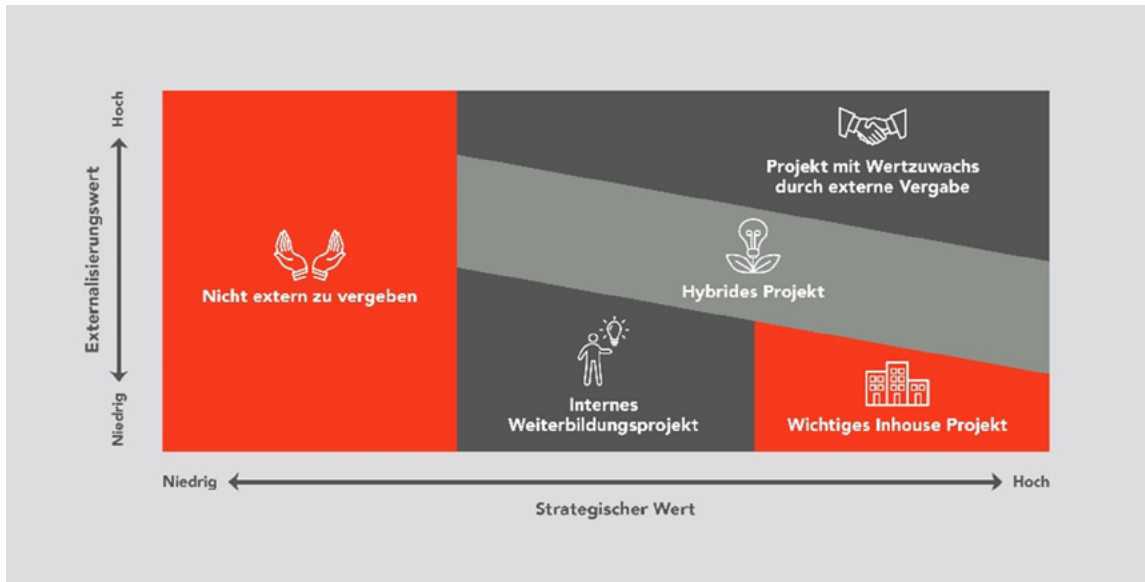 Hoch
Externalisierungswert
Niedrig
Nicht extern zu vergeben
Projekt mit Wertzuwachs
durch externe Vergabe
Hybrides Projekt
Internes
Weiterbildungsprojekt
Wichtiges Inhouse Projekt
Niedrig
Hoch
Strategischer Wert